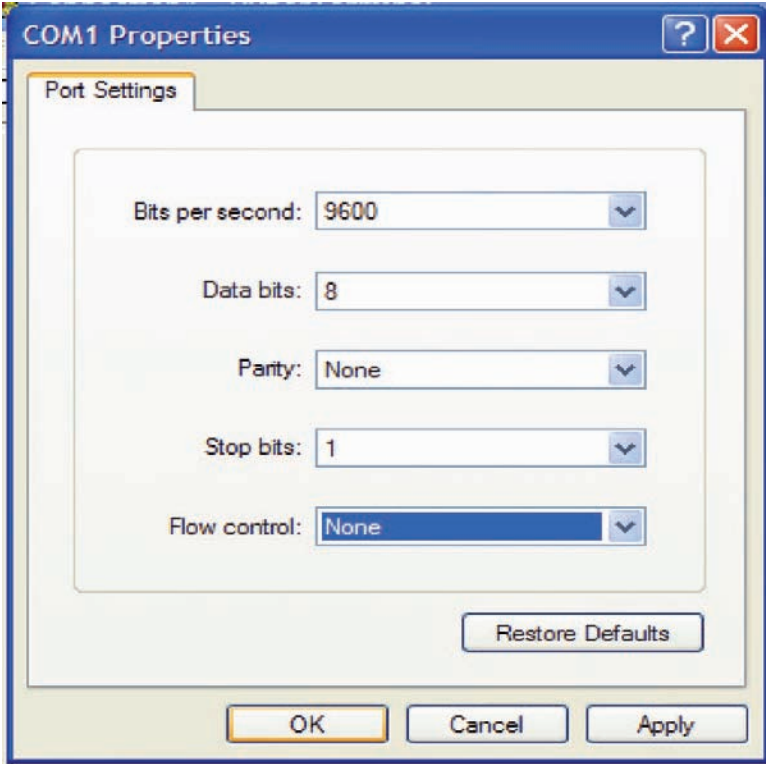 COM1 Properties
Port Settings
Bits per second: 9600
Data bits: 8
Parity: None
Stop bits: 1
Flow control: None
Restore Defaults
OK Cancel Apply